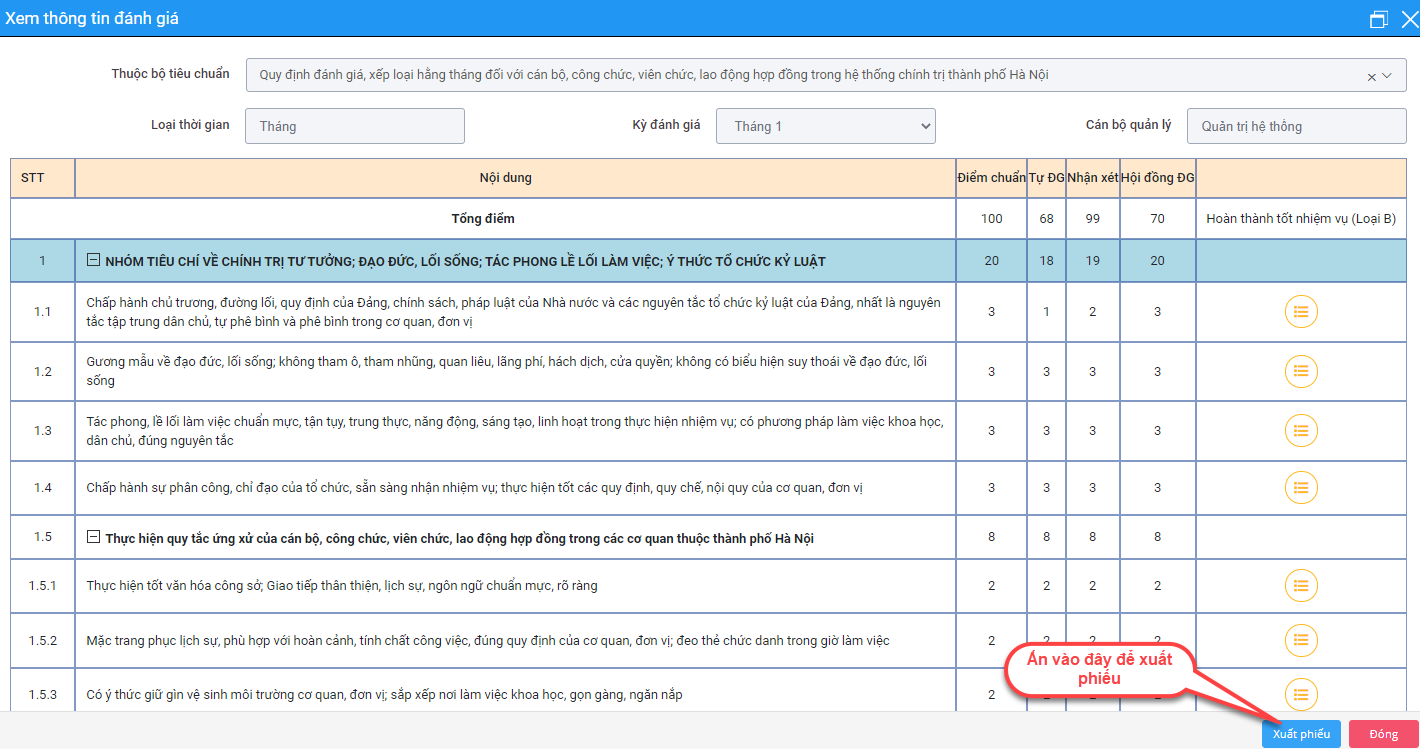 Xem thông tin đánh giá
Thuộc bộ tiêu chuẩn
Quy định đánh giá, xếp loại hằng tháng đối với cán bộ, công chức, viên chức, lao động hợp đồng trong hệ thống chính trị thành phố Hà Nội
Loại thời gian Tháng Kỳ đánh giá Tháng 1 Cán bộ quản lý Quản trị hệ thống
STT Nội dung Điểm chuẩn Tự ĐG Nhận xét Hội đồng ĐG
Tổng điểm 100 68 99 70 Hoàn thành tốt nhiệm vụ (Loại B)
1 NHÓM TIÊU CHÍ VỀ CHÍNH TRỊ TƯ TƯỞNG; ĐẠO ĐỨC, LỐI SỐNG; TÁC PHONG LỀ LỐI LÀM VIỆC; Ý THỨC TỔ CHỨC KỶ LUẬT 20 18 19 20
1.1 Chấp hành chủ trương, đường lối, quy định của Đảng, chính sách, pháp luật của Nhà nước và các nguyên tắc tổ chức kỷ luật của Đảng, nhất là nguyên
tắc tập trung dân chủ, tự phê bình và phê bình trong cơ quan, đơn vị 3 1 2 3
1.2 Gương mẫu về đạo đức, lối sống; không tham ô, tham nhũng, quan liêu, lãng phí, hách dịch, cửa quyền; không có biểu hiện suy thoái về đạo đức, lối
sống 3 3 3 3
1.3 Tác phong, lề lối làm việc chuẩn mực, tận tụy, trung thực, năng động, sáng tạo, linh hoạt trong thực hiện nhiệm vụ; có phương pháp làm việc khoa học,
dân chủ, đúng nguyên tắc 3 3 3 3
1.4 Chấp hành sự phân công, chỉ đạo của tổ chức, sẵn sàng nhận nhiệm vụ; thực hiện tốt các quy định, quy chế, nội quy của cơ quan, đơn vị 3 3 3 3
1.5 Thực hiện quy tắc ứng xử của cán bộ, công chức, viên chức, lao động hợp đồng trong các cơ quan thuộc thành phố Hà Nội 8 8 8 8
1.5.1 Thực hiện tốt văn hóa công sở; Giao tiếp thân thiện, lịch sự, ngôn ngữ chuẩn mực, rõ ràng 2 2 2 2
1.5.2 Mặc trang phục lịch sự, phù hợp với hoàn cảnh, tính chất công việc, đúng quy định của cơ quan, đơn vị; đeo thẻ chức danh trong giờ làm việc 2 2 2 2
1.5.3 Có ý thức giữ gìn vệ sinh môi trường cơ quan, đơn vị; sắp xếp nơi làm việc khoa học, gọn gàng, ngăn nắp 2
Ấn vào đây để xuất
phiếu
Xuất phiếu Đóng